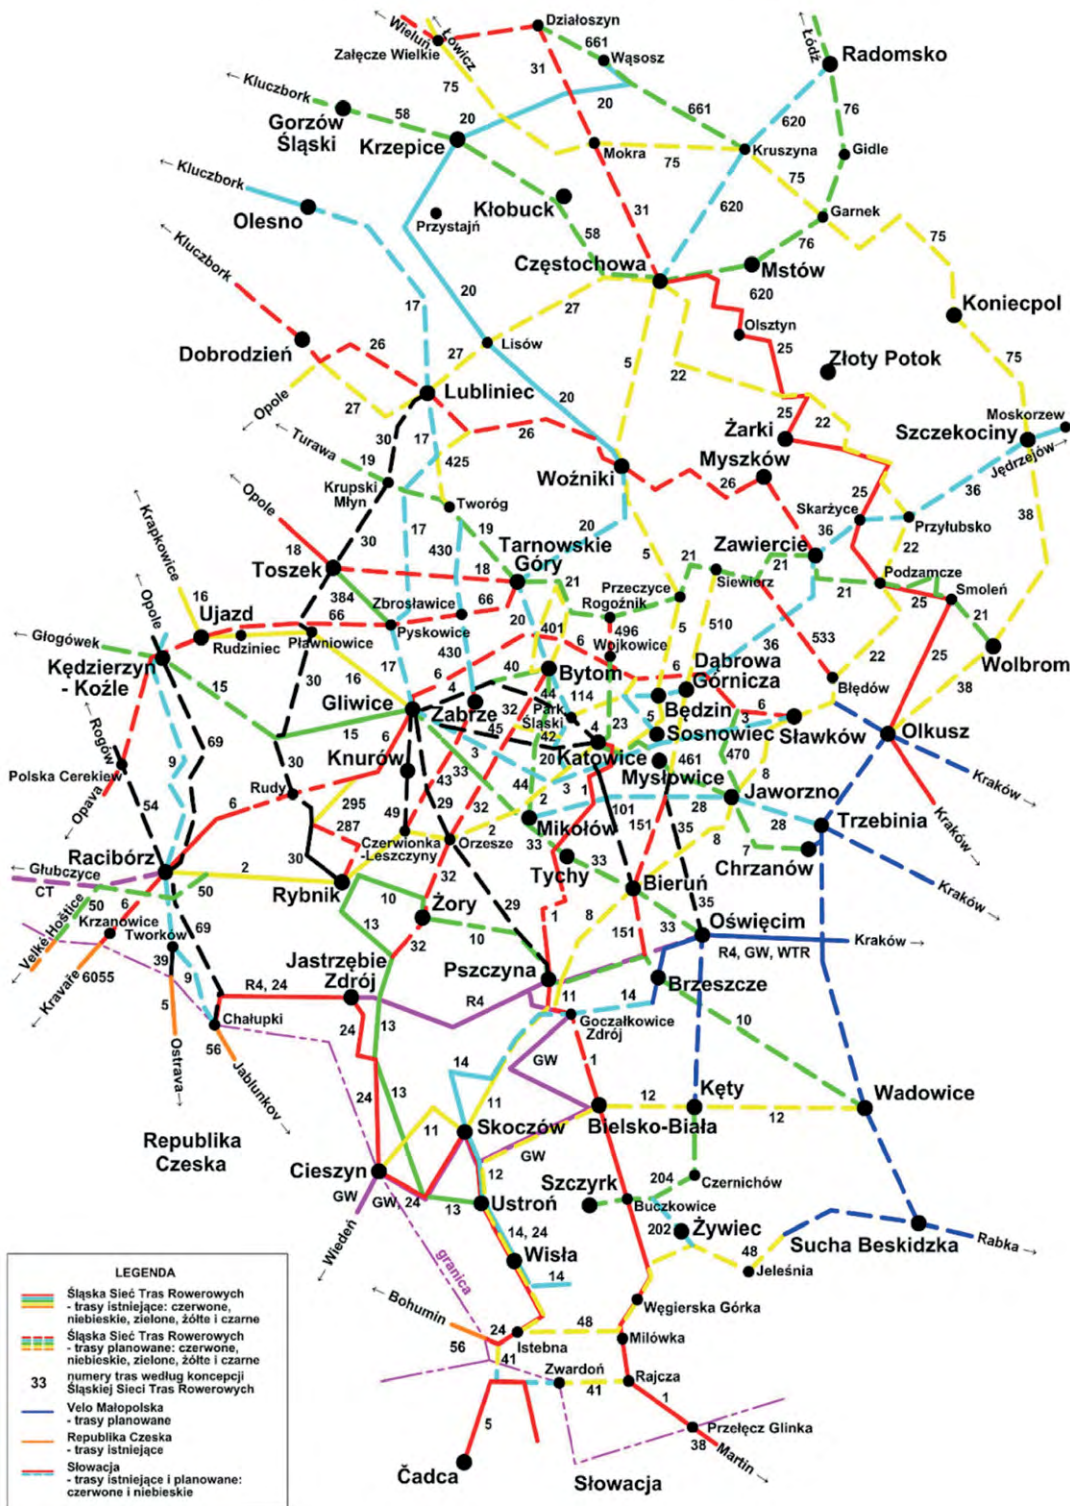 ← Wieluń
← Łowicz
Działoszyn
661
Wąsosz
← Łódź
Radomsko
Załęcze Wielkie
31
75
← Kluczbork
58
20
20
661
620
76
Gorzów
Śląski
Krzepice
Mokra
75
Kruszyna
Gidle
← Kluczbork
75
Olesno
Kłobuck
Przystajń
31
620
Garnek
← Kluczbork
58
76
75
Częstochowa
Mstów
20
17
27
620
Koniecpol
Olsztyn
Dobrodzień
26
27
Lisów
5
25
75
22
Złoty Potok
← Opole
27
Lubliniec
20
25
22
Moskorzew
Żarki
Szczekociny
← Turawa
30
17
26
Jędrzejów→
19
425
Woźniki
Myszków
26
Krupski
Młyn
Tworóg
25
36
← Krapkowice
← Opole
Skarżyce
Przyłubsko
38
30
17
430
19
20
5
36
18
Tarnowskie
Góry
Zawiercie
22
Toszek
18
21
Przeczyce
21
Siewierz
21
Podzamcze
Smoleń
384
21
25
21
16
Ujazd
66
Zbrosławice
66
Rogoźnik
← Opole
← Głogówek
Rudziniec
Pławniowice
Pyskowice
20
401
496
Wojkowice
5
510
36
533
22
25
Wolbrom
430
6
38
Kędzierzyn
- Koźle
30
17
40
Bytom
6
Dąbrowa
Górnicza
Błędów
15
16
4
44
114
Gliwice
Zabrze
32
Park
Śląski
23
Będzin
← Rogów
69
15
6
45
42
4
5
3
6
Olkusz
9
3
20
Katowice
Sosnowiec
Sławków
Polska Cerekiew
30
Knurów
43
33
Mysłowice
461
470
8
Kraków →
Rudy
44
3
1
← Opava
54
295
29
32
2
101
28
Jaworzno
6
287
49
Mikołów
151
35
28
Trzebinia
Kraków →
Czerwionka
-Leszczyny
2
Orzesze
33
8
7
Chrzanów
Racibórz
30
Tychy
33
← Głubczyce
CT
2
Rybnik
Bieruń
Kraków →
50
50
6
10
32
35
← Velké Hoštice
Krzanowice
Żory
29
8
1
33
Oświęcim
Tworków
69
13
10
151
Kraków →
← Kravaře
32
R4, GW, WTR
39
Jastrzębie
Zdrój
Pszczyna
6055
9
R4, 24
Brzeszcze
5
R4
11
14
10
Chałupki
24
13
Goczałkowice
Zdrój
56
Ostrava→
Jablunkov →
14
GW
1
24
13
11
Kęty
Wadowice
12
12
Republika
Czeska
11
Skoczów
Bielsko-Biała
GW
Cieszyn
12
Szczyrk
204
Czernichów
GW
GW, 24
13
Ustroń
Buczkowice
← Wiedeń
14, 24
202
Żywiec
Sucha Beskidzka
granica
Wisła
48
Rabka →
14
Jeleśnia
← Bohumin
Węgierska Górka
24
48
Istebna
Milówka
56
41
Zwardoń
41
Rajcza
1
5
Przełęcz Glinka
38
Martin →
Čadca
Słowacja
LEGENDA
Śląska Sieć Tras Rowerowych
- trasy istniejące: czerwone,
niebieskie, zielone, żółte i czarne
Śląska Sieć Tras Rowerowych
- trasy planowane: czerwone,
niebieskie, zielone, żółte i czarne
33
numery tras według koncepcji
Śląskiej Sieci Tras Rowerowych
Velo Małopolska
- trasy planowane
Republika Czeska
- trasy istniejące
Słowacja
- trasy istniejące i planowane:
czerwone i niebieskie